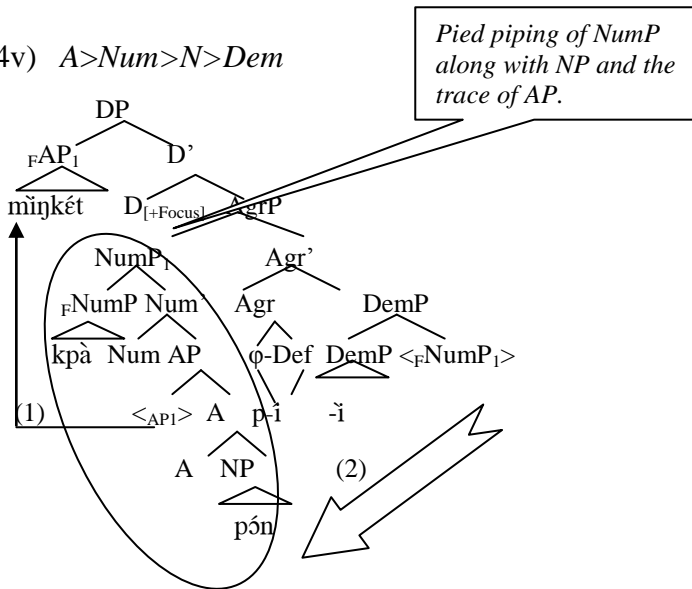 4v) A>Num>N>Dem
Pied piping of NumP
along with NP and the
trace of AP.
DP
FAP1 D’
mìŋkɛ́t D[+Focus] AgrP
NumP1 Agr’
FNumP Num’ Agr DemP
kpà Num AP φ-Def DemP <FNumP1>
(1) <AP1> A p-i -ì
A NP (2)
pɔ́n